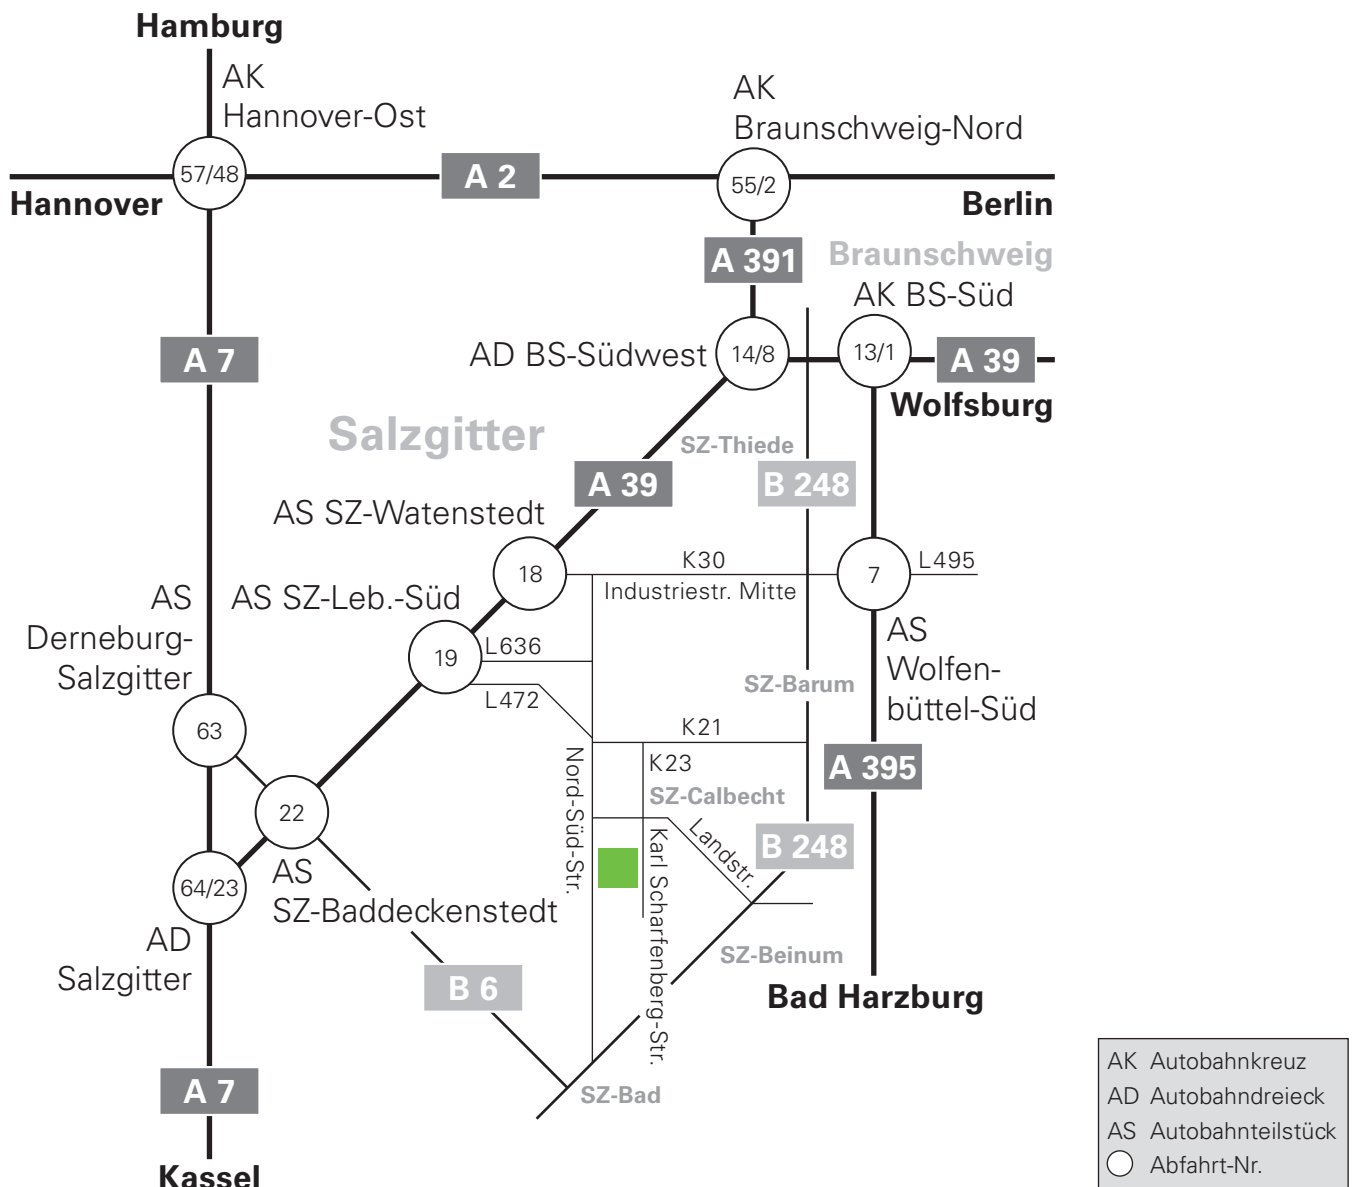 Hamburg
AK
Hannover-Ost
AK
Braunschweig-Nord
57/48
A 2
55/2
Hannover
Berlin
A 391
Braunschweig
AK BS-Süd
A 7
AD BS-Südwest
14/8
13/1
A 39
Wolfsburg
Salzgitter
SZ-Thiede
A 39
B 248
AS SZ-Watenstedt
18
K30
7
L495
Industriestr. Mitte
AS
Derneburg-
Salzgitter
AS SZ-Leb.-Süd
19
L636
L472
AS
Wolfen-
büttel-Süd
SZ-Barum
63
K21
Nord-Süd-Str.
K23
A 395
SZ-Calbecht
22
Karl Scharfenberg-Str.
Landstr.
B 248
64/23
AS
SZ-Baddeckenstedt
AD
Salzgitter
SZ-Beinum
B 6
Bad Harzburg
A 7
SZ-Bad
Kassel
AK Autobahnkreuz
AD Autobahndreieck
AS Autobahnteilstück
Abfahrt-Nr.